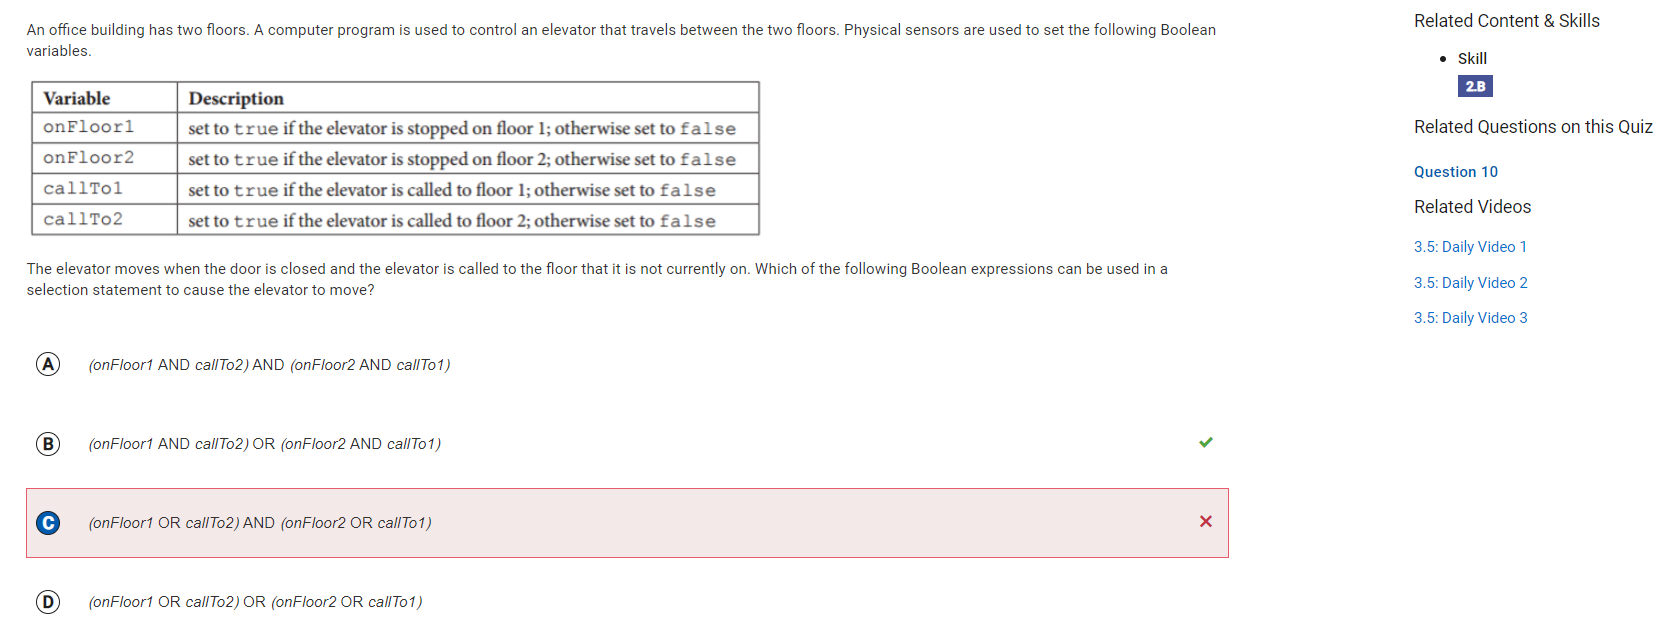 An office building has two floors. A computer program is used to control an elevator that travels between the two floors. Physical sensors are used to set the following Boolean
variables.
Variable Description
onFloor1 set to true if the elevator is stopped on floor 1; otherwise set to false
onFloor2 set to true if the elevator is stopped on floor 2; otherwise set to false
callTo1 set to true if the elevator is called to floor 1; otherwise set to false
callTo2 set to true if the elevator is called to floor 2; otherwise set to false
The elevator moves when the door is closed and the elevator is called to the floor that it is not currently on. Which of the following Boolean expressions can be used in a
selection statement to cause the elevator to move?
A (onFloor1 AND callTo2) AND (onFloor2 AND callTo1)
B (onFloor1 AND callTo2) OR (onFloor2 AND callTo1)
C (onFloor1 OR callTo2) AND (onFloor2 OR callTo1)
D (onFloor1 OR callTo2) OR (onFloor2 OR callTo1)
Related Content & Skills
• Skill
2.B
Related Questions on this Quiz
Question 10
Related Videos
3.5: Daily Video 1
3.5: Daily Video 2
3.5: Daily Video 3